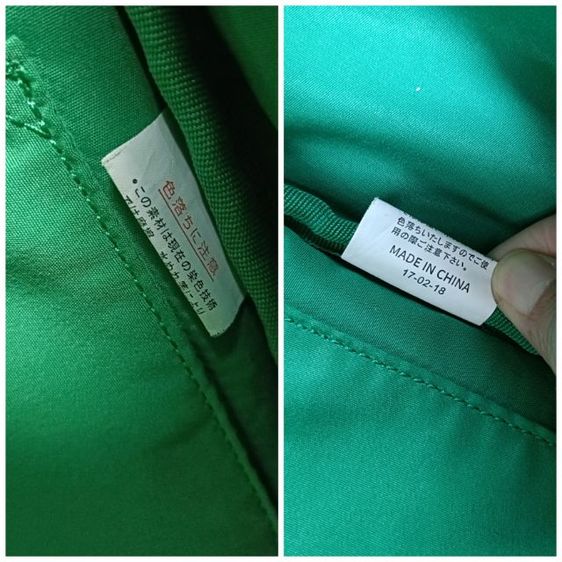 色落ちに注意
●この素材は現在の染色技術
色落ちいたしますのでご使
用の際ご注意下さい。
MADE IN CHINA
17-02-18